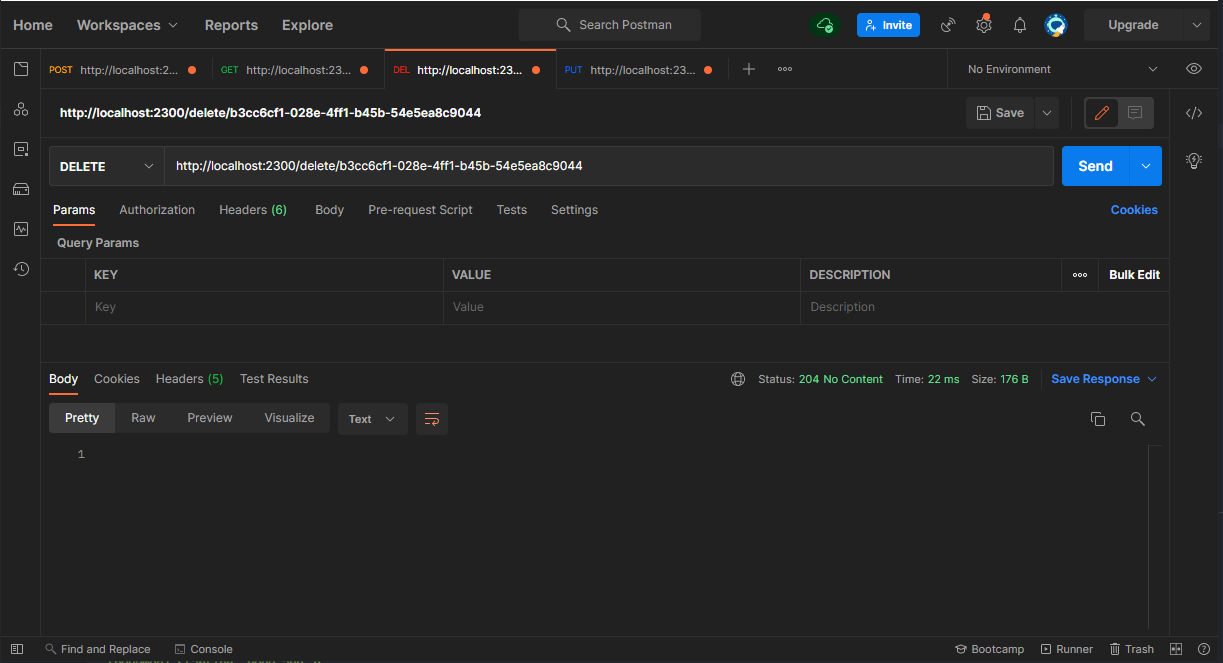 Home Workspaces Reports Explore Search Postman Invite Upgrade
POST http://localhost:2... GET http://localhost:23... DEL http://localhost:23... PUT http://localhost:23... No Environment
http://localhost:2300/delete/b3cc6cf1-028e-4ff1-b45b-54e5ea8c9044 Save
DELETE http://localhost:2300/delete/b3cc6cf1-028e-4ff1-b45b-54e5ea8c9044 Send
Params Authorization Headers (6) Body Pre-request Script Tests Settings Cookies
Query Params
KEY VALUE DESCRIPTION Bulk Edit
Key Value Description
Body Cookies Headers (5) Test Results Status: 204 No Content Time: 22 ms Size: 176 B Save Response
Pretty Raw Preview Visualize Text
1
Find and Replace Console Bootcamp Runner Trash